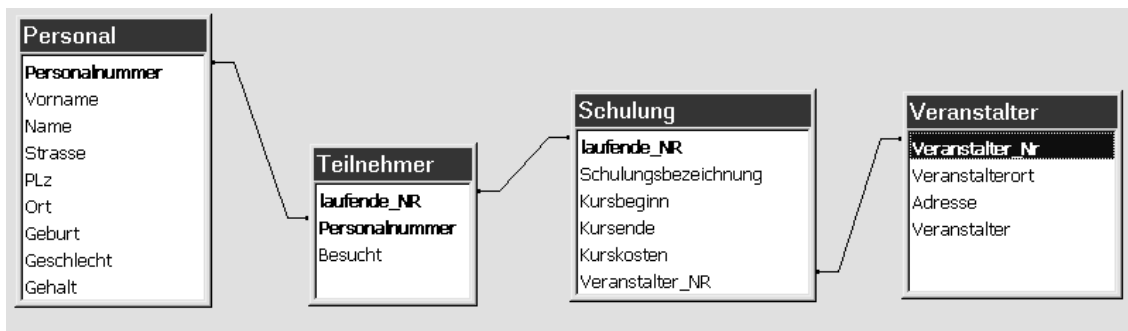 Personal
Personalnummer
Vorname
Name
Strasse
PLz
Ort
Geburt
Geschlecht
Gehalt
Teilnehmer
laufende_NR
Personalnummer
Besucht
Schulung
laufende_NR
Schulungsbezeichnung
Kursbeginn
Kursende
Kurskosten
Veranstalter_NR
Veranstalter
Veranstalter_Nr
Veranstalterort
Adresse
Veranstalter